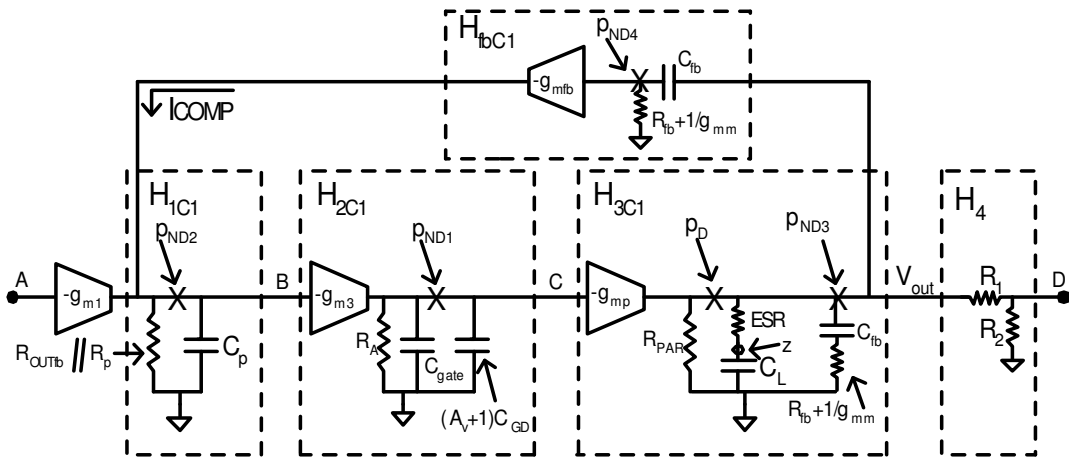 H_fbC1
p_ND4
C_fb
-g_mfb
R_fb+1/g_mm
I_COMP
H_1C1
H_2C1
H_3C1
H_4
p_ND2
p_ND1
p_D
p_ND3
A
B
C
V_out
D
-g_m1
-g_m3
-g_mp
R_1
R_2
R_OUTfb // R_p
C_p
R_A
C_gate
(A_v+1)C_GD
R_PAR
ESR
z
C_L
C_fb
R_fb+1/g_mm